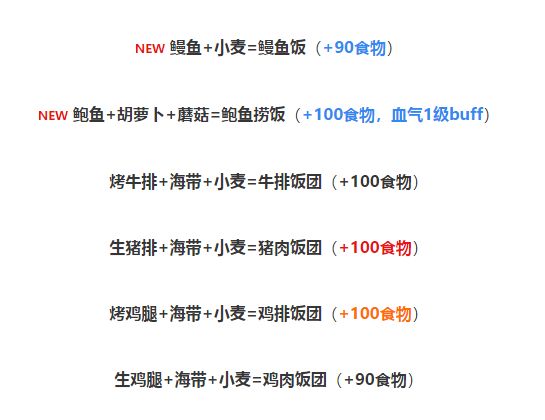 NEW 鳗鱼+小麦=鳗鱼饭（+90食物）
NEW 鲍鱼+胡萝卜+蘑菇=鲍鱼捞饭（+100食物，血气1级buff）
烤牛排+海带+小麦=牛排饭团（+100食物）
生猪排+海带+小麦=猪肉饭团（+100食物）
烤鸡腿+海带+小麦=鸡排饭团（+100食物）
生鸡腿+海带+小麦=鸡肉饭团（+90食物）